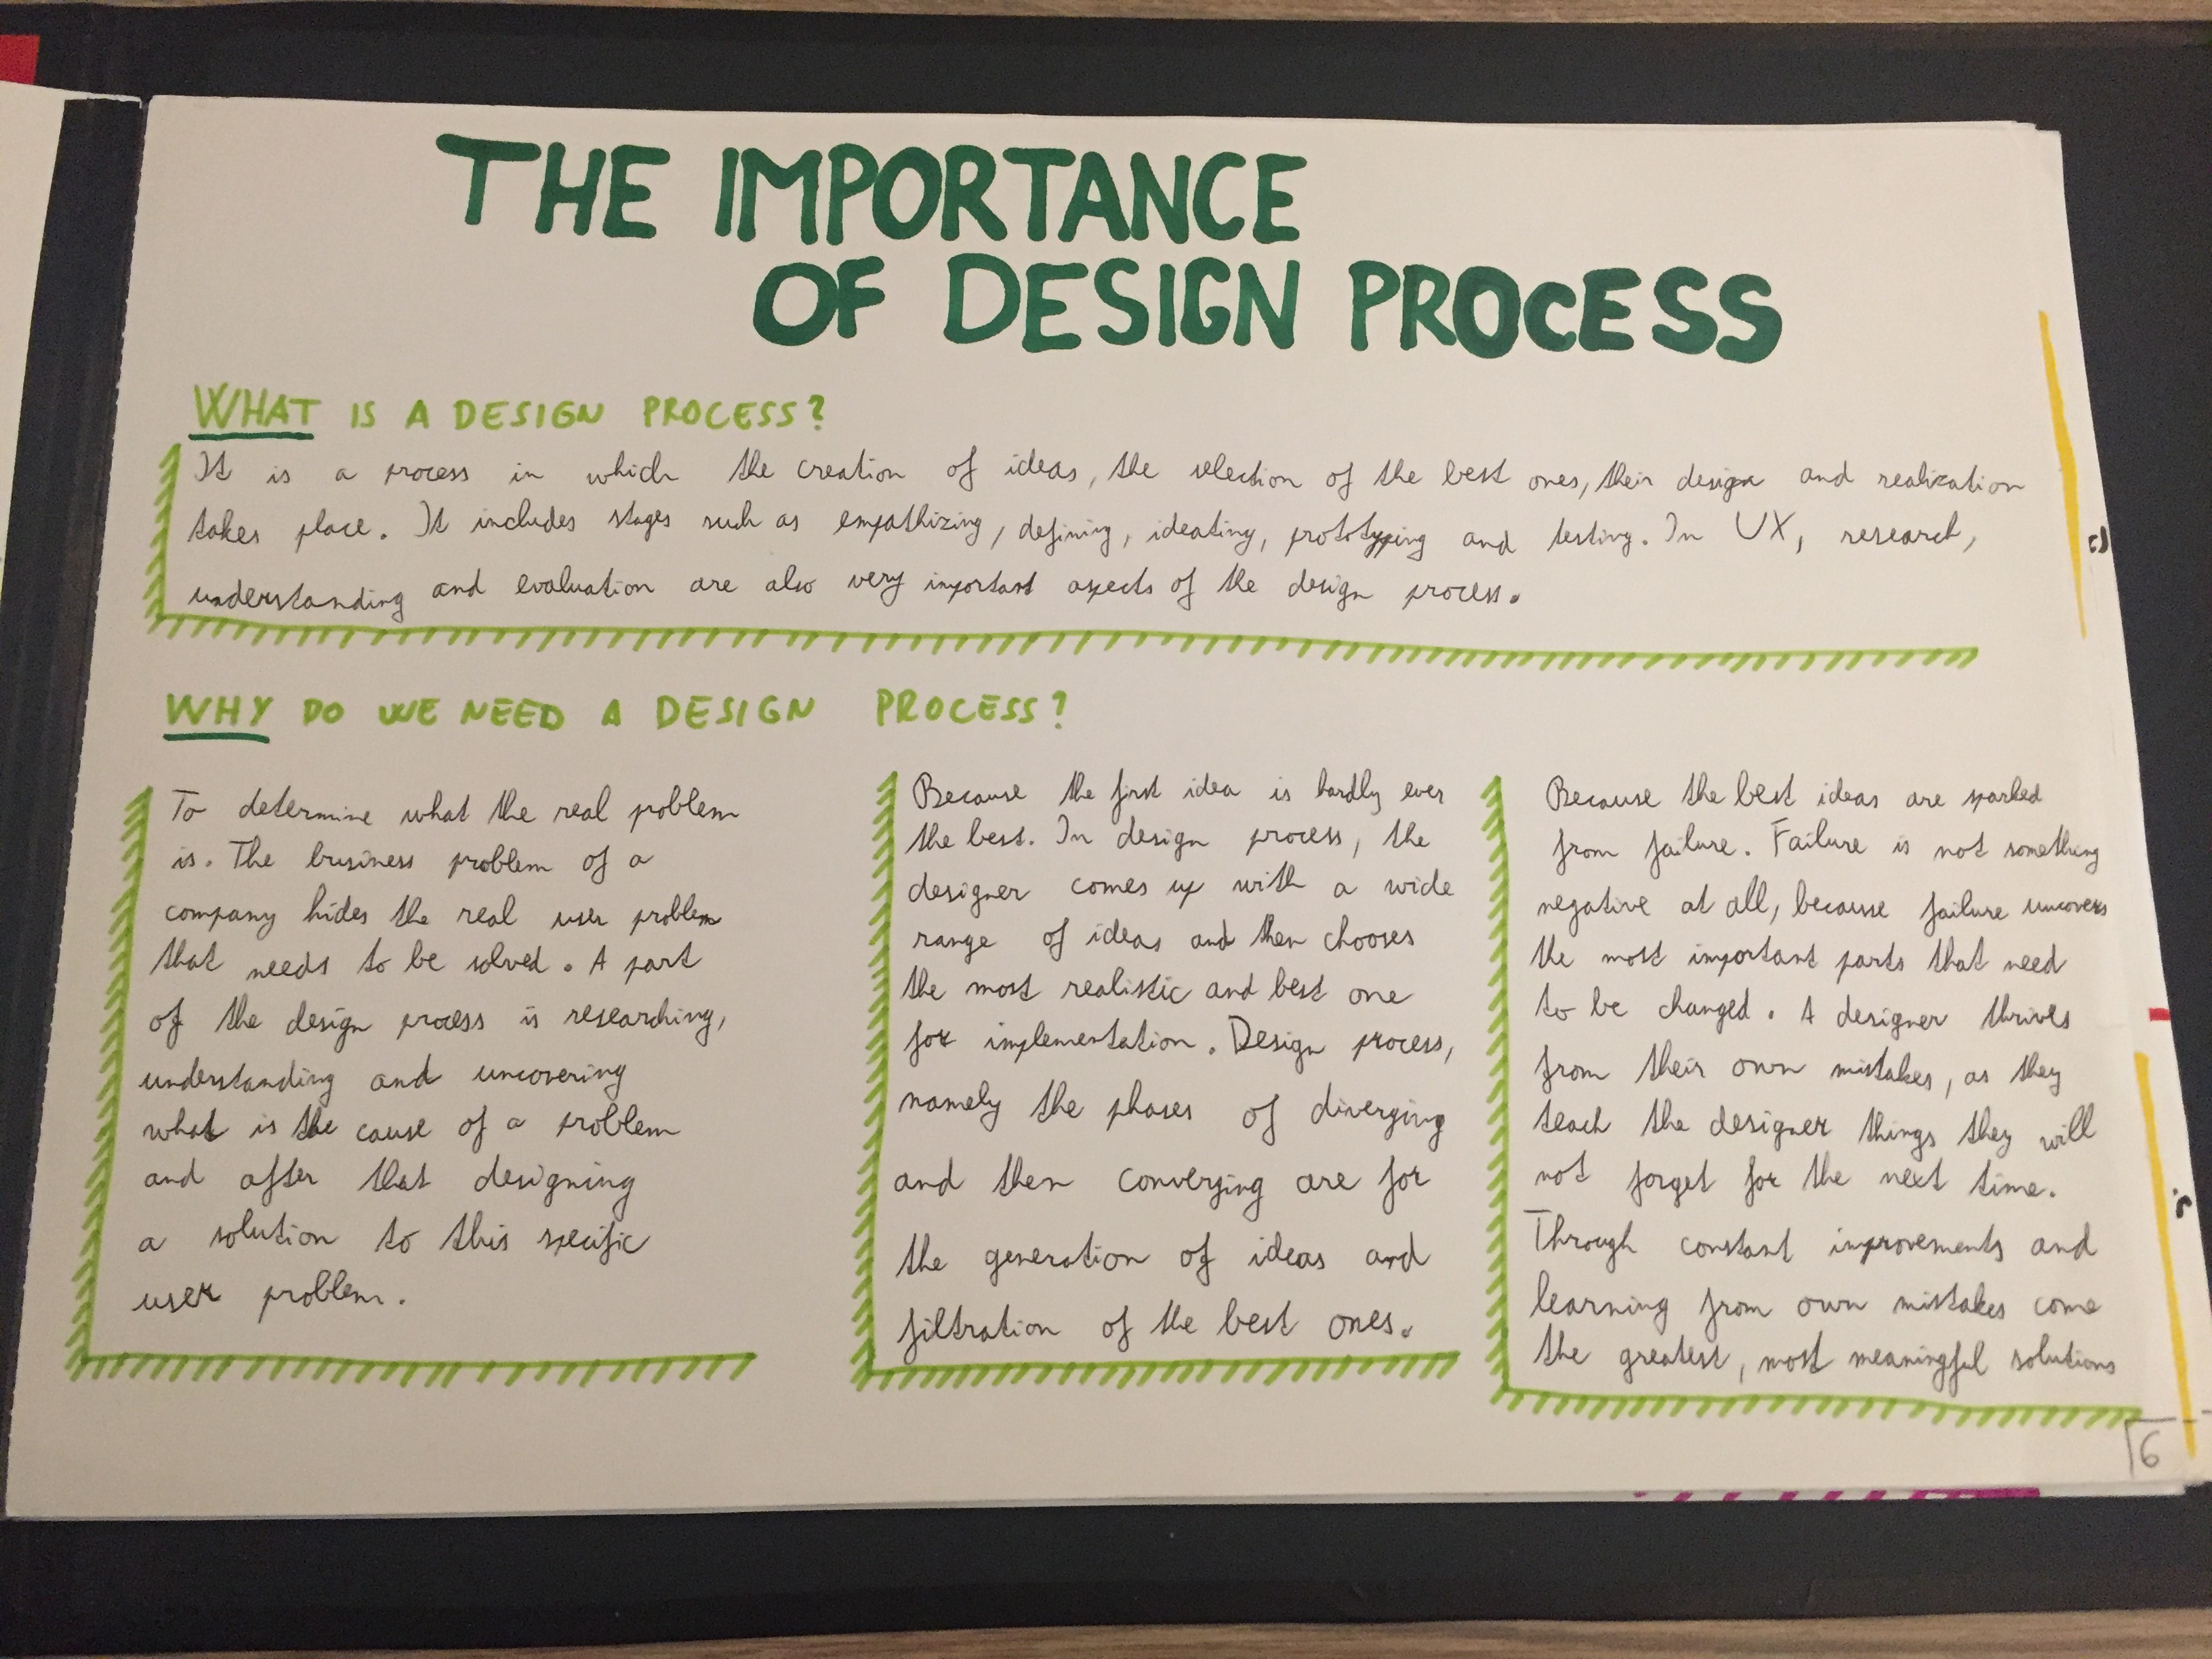 THE IMPORTANCE
OF DESIGN PROCESS
WHAT IS A DESIGN PROCESS?
It is a process in which the creation of ideas, the selection of the best ones, their design and realization
takes place. It includes stages such as empathizing, defining, ideating, prototyping and testing. In UX, research,
understanding and evaluation are also very important aspects of the design process.
WHY DO WE NEED A DESIGN PROCESS?
To determine what the real problem
is. The business problem of a
company hides the real user problem
that needs to be solved. A part
of the design process is researching,
understanding and uncovering
what is the cause of a problem
and after that designing
a solution to this specific
user problem.
Because the first idea is hardly ever
the best. In design process, the
designer comes up with a wide
range of ideas and then chooses
the most realistic and best one
for implementation. Design process,
namely the phases of diverging
and then converging are for
the generation of ideas and
filtration of the best ones.
Because the best ideas are sparked
from failure. Failure is not something
negative at all, because failure uncovers
the most important parts that need
to be changed. A designer thrives
from their own mistakes, as they
teach the designer things they will
not forget for the next time.
Through constant improvements and
learning from own mistakes come
the greatest, most meaningful solutions
6